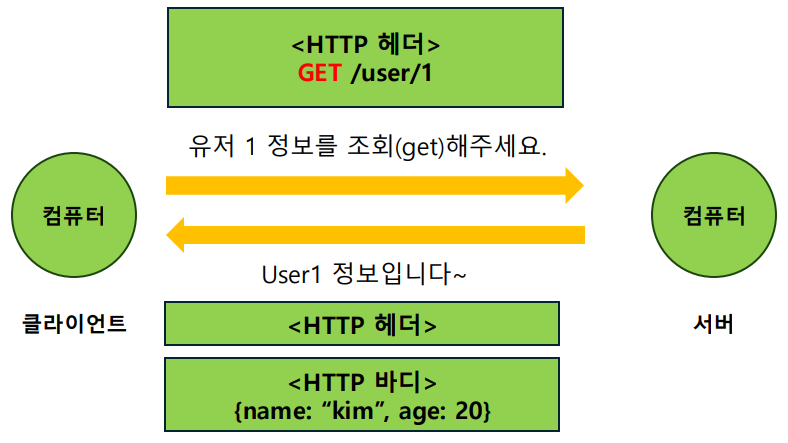 <HTTP 헤더>
GET /user/1
유저 1 정보를 조회(get)해주세요.
컴퓨터
컴퓨터
User1 정보입니다~
클라이언트
<HTTP 헤더>
서버
<HTTP 바디>
{name: “kim”, age: 20}